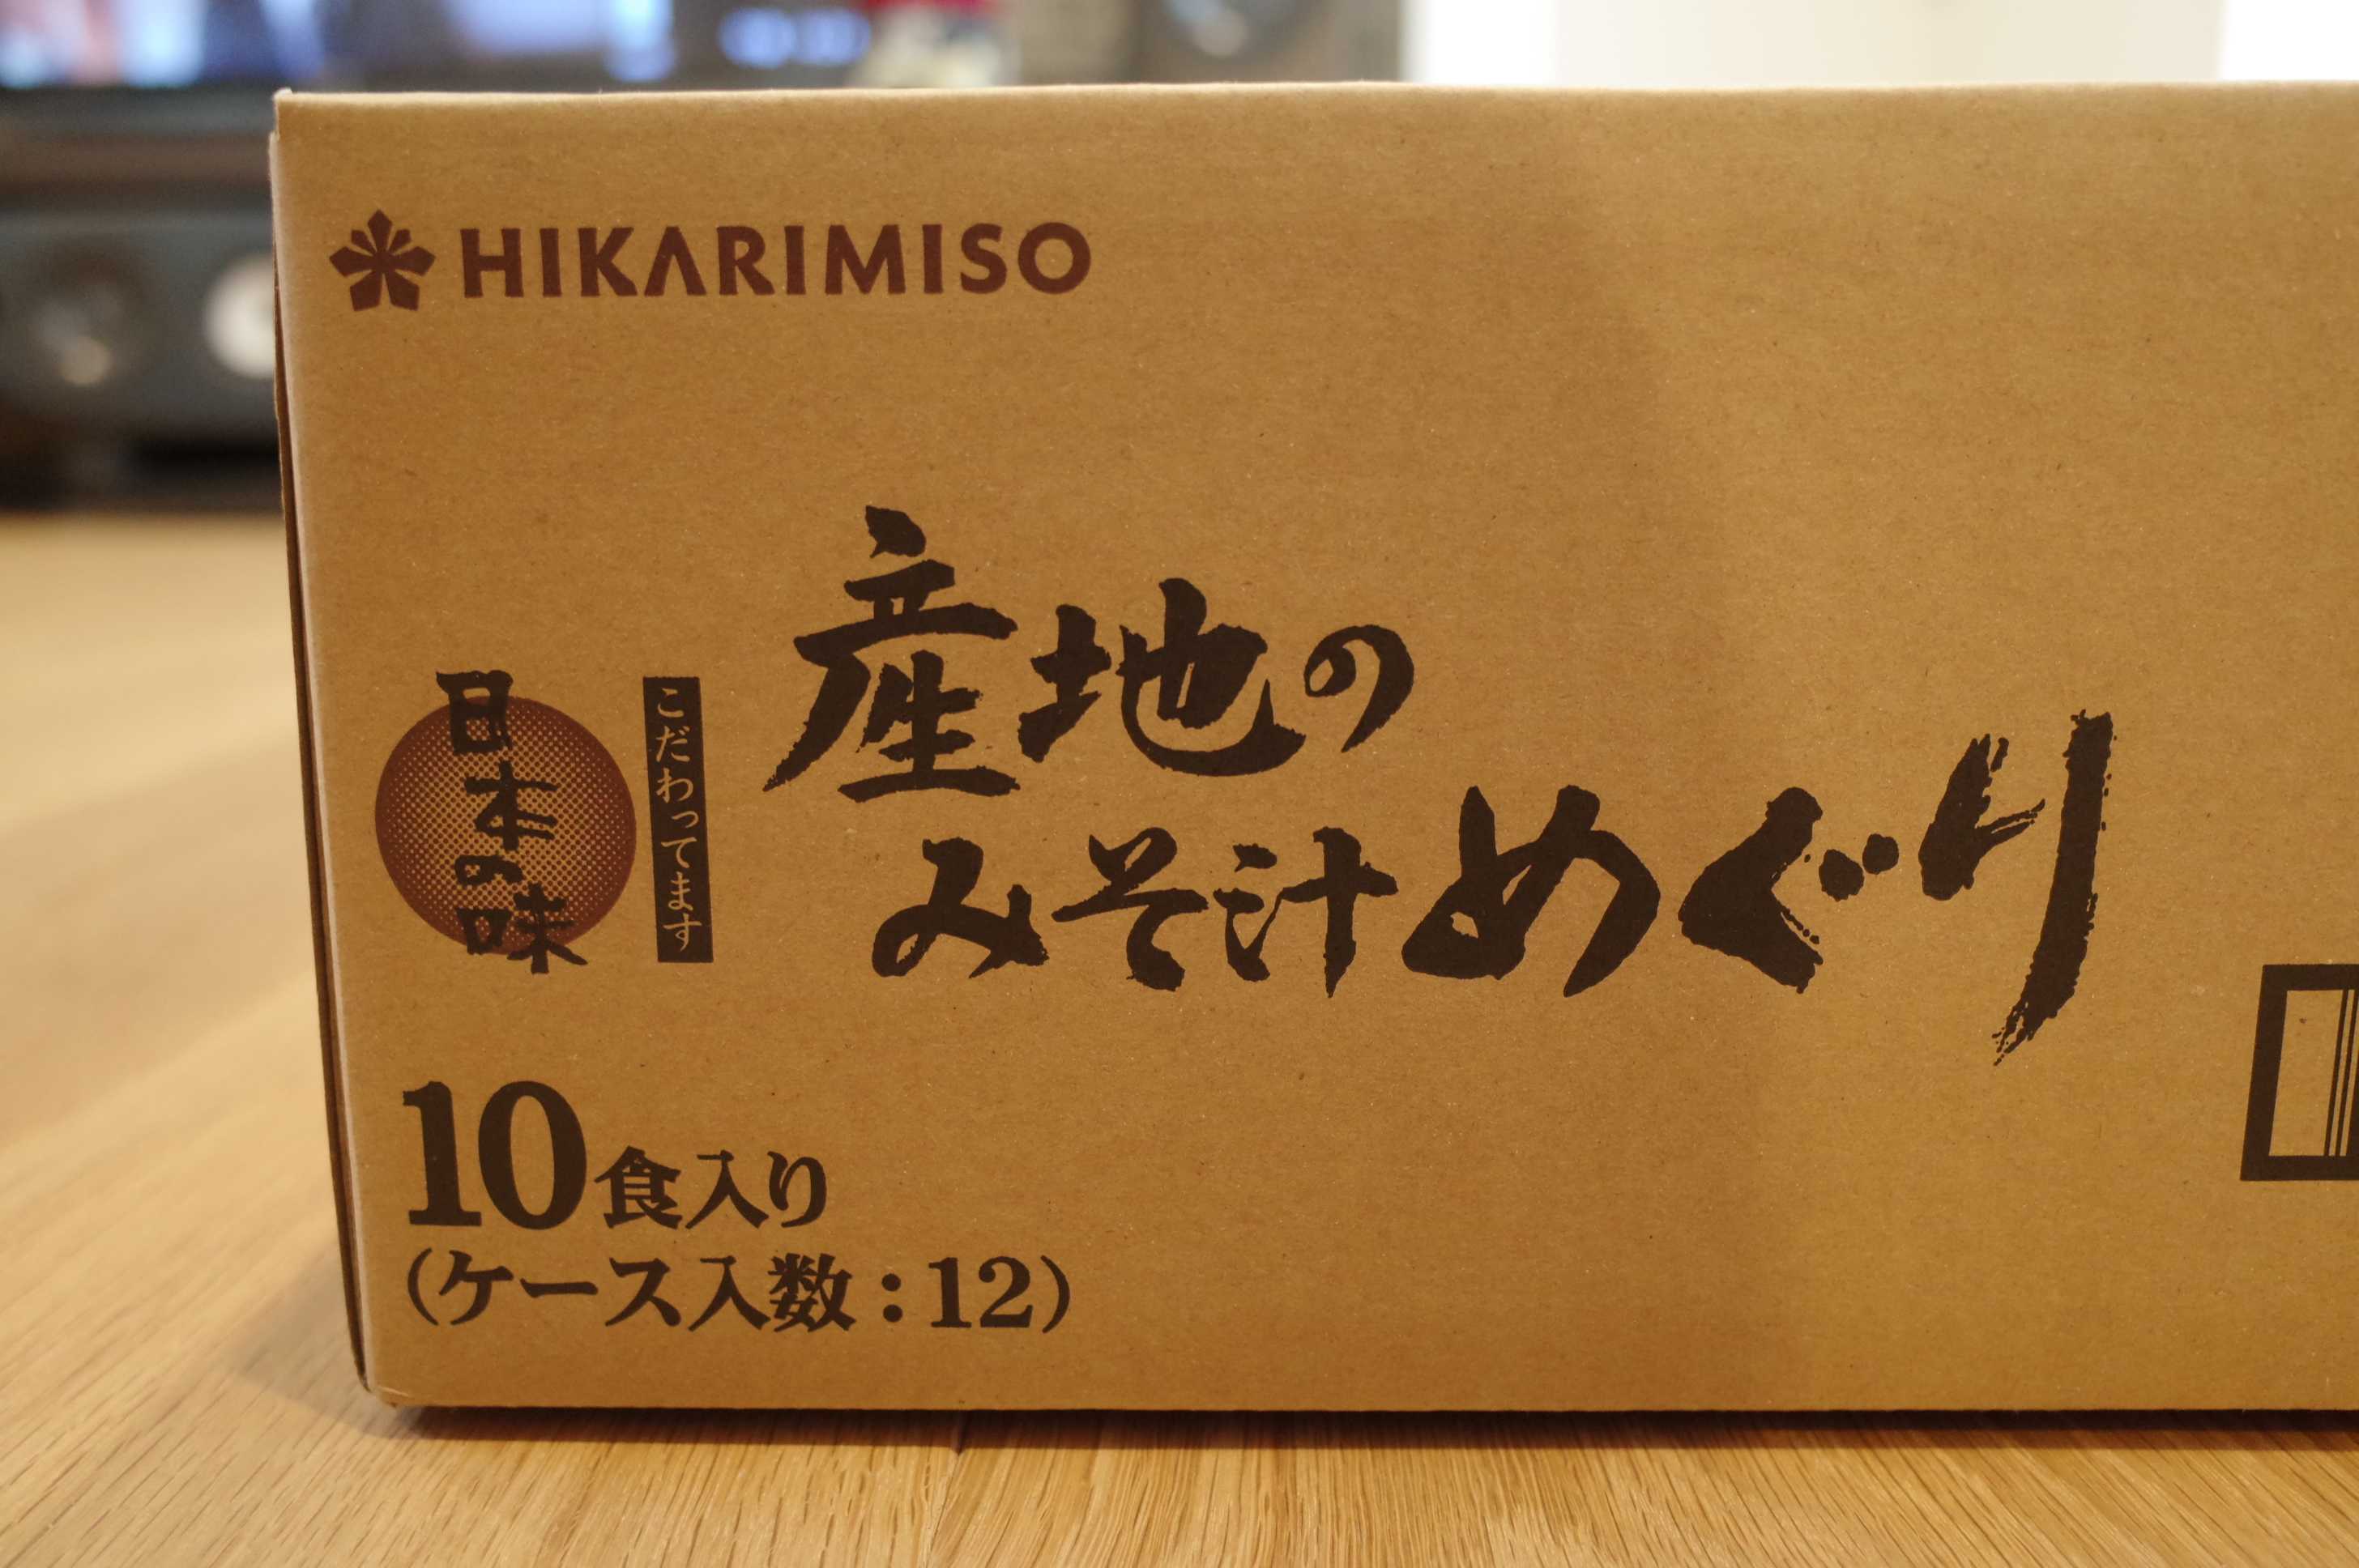 HIKARIMISO
日本の味
こだわってます
産地の
みそ汁めぐり
10食入り
(ケース入数:12)